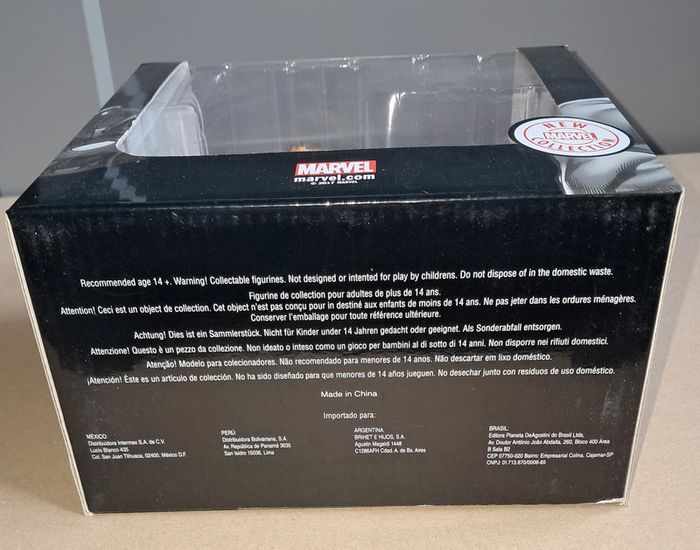 NEW
MARVEL
COLLECTION
MARVEL
marvel.com
© 2017 MARVEL
Recommended age 14 +. Warning! Collectable figurines. Not designed or intented for play by childrens. Do not dispose of in the domestic waste.
Figurine de collection pour adultes de plus de 14 ans.
Attention! Ceci est un object de collection. Cet object n'est pas conçu pour in destiné aux enfants de moins de 14 ans. Ne pas jeter dans les ordures ménagères.
Conserver l'emballage pour toute référence ultérieure.
Achtung! Dies ist ein Sammlerstück. Nicht für Kinder under 14 Jahren gedacht oder geeignet. Als Sonderabfall entsorgen.
Attenzione! Questo è un pezzo da collezione. Non ideato o inteso como un gioco per bambini al di sotto di 14 anni. Non disporre nei rifiuti domestici.
Atenção! Modelo para colecionadores. Não recomendado para menores de 14 anos. Não descartar em lixo doméstico.
¡Atención! Éste es un artículo de colección. No ha sido diseñado para que menores de 14 años jueguen. No desechar junto con residuos de uso doméstico.
Made in China
Importado para:
MÉXICO:
Distribuidora Intermex S.A. de C.V.
Lucio Blanco 435
Col. San Juan Tlihuaca, 02400, México D.F.
PERÚ:
Distribuidora Bolivariana, S.A.
Av. República de Panamá 3635
San Isidro 15036, Lima
ARGENTINA
BRIHET E HIJOS, S.A.
Agustín Magaldi 1448
C1286AFH Cdad. A. de Bs. Aires
BRASIL:
Editora Planeta DeAgostini do Brasil Ltda,
Av. Doutor Antônio João Abdalla, 260, Bloco 400 Área
B Sala B2
CEP 07750-020 Bairro: Empresarial Colina, Cajamar-SP
CNPJ: 01.713.870/0006-85